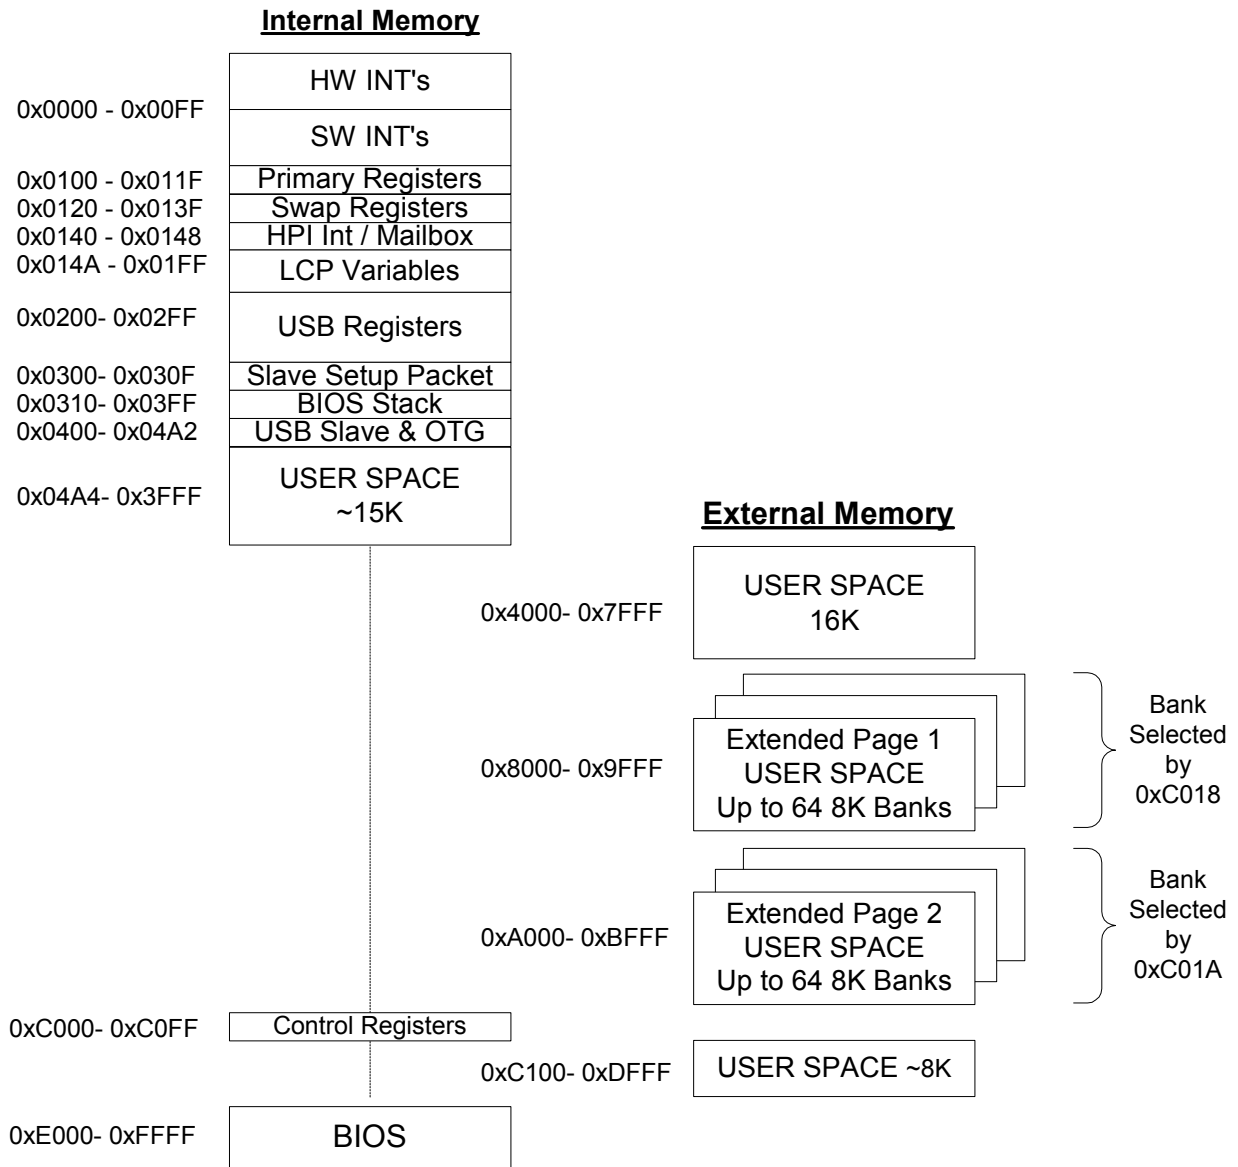 Internal Memory
HW INT's
0x0000 - 0x00FF
SW INT's
0x0100 - 0x011F
Primary Registers
0x0120 - 0x013F
Swap Registers
0x0140 - 0x0148
HPI Int / Mailbox
0x014A - 0x01FF
LCP Variables
0x0200- 0x02FF
USB Registers
0x0300- 0x030F
Slave Setup Packet
0x0310- 0x03FF
BIOS Stack
0x0400- 0x04A2
USB Slave & OTG
0x04A4- 0x3FFF
USER SPACE
~15K
External Memory
0x4000- 0x7FFF
USER SPACE
16K
0x8000- 0x9FFF
Extended Page 1
USER SPACE
Up to 64 8K Banks
Bank
Selected
by
0xC018
0xA000- 0xBFFF
Extended Page 2
USER SPACE
Up to 64 8K Banks
Bank
Selected
by
0xC01A
0xC000- 0xC0FF
Control Registers
0xC100- 0xDFFF
USER SPACE ~8K
0xE000- 0xFFFF
BIOS